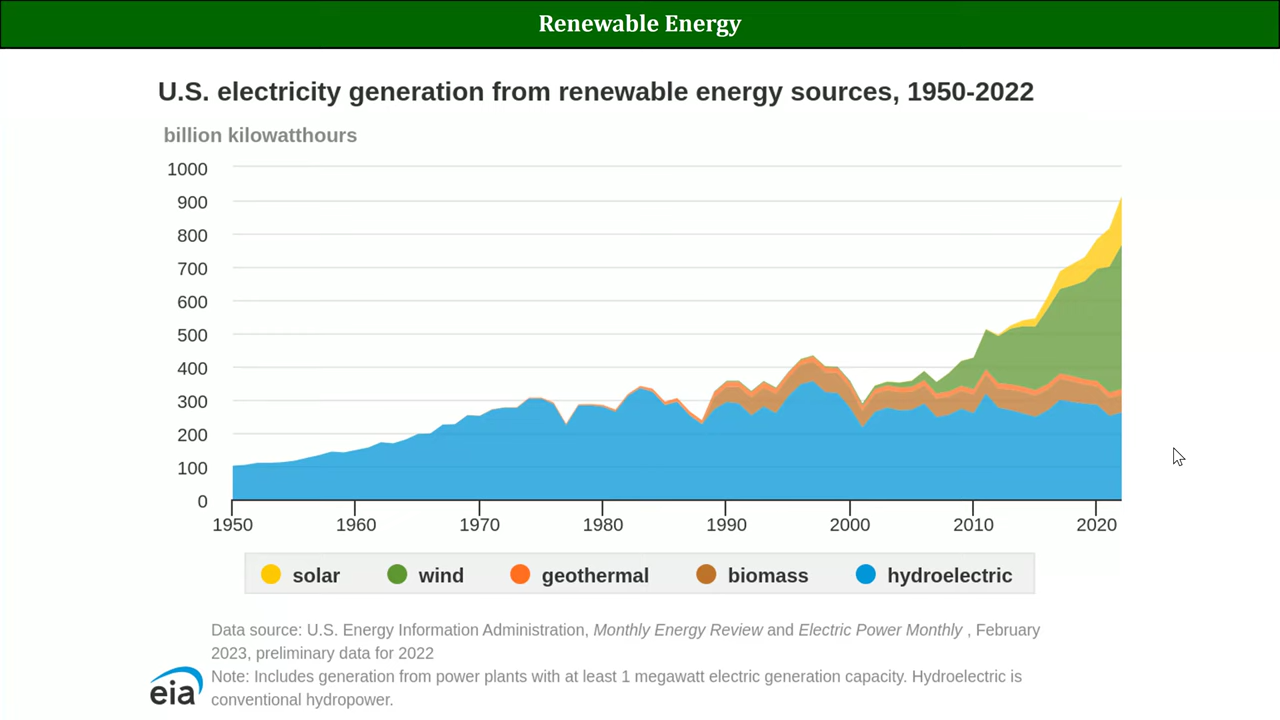 Renewable Energy
U.S. electricity generation from renewable energy sources, 1950-2022
billion kilowatthours
1000
900
800
700
600
500
400
300
200
100
0
1950 1960 1970 1980 1990 2000 2010 2020
solar wind geothermal biomass hydroelectric
Data source: U.S. Energy Information Administration, Monthly Energy Review and Electric Power Monthly , February
2023, preliminary data for 2022
Note: Includes generation from power plants with at least 1 megawatt electric generation capacity. Hydroelectric is
conventional hydropower.
eia